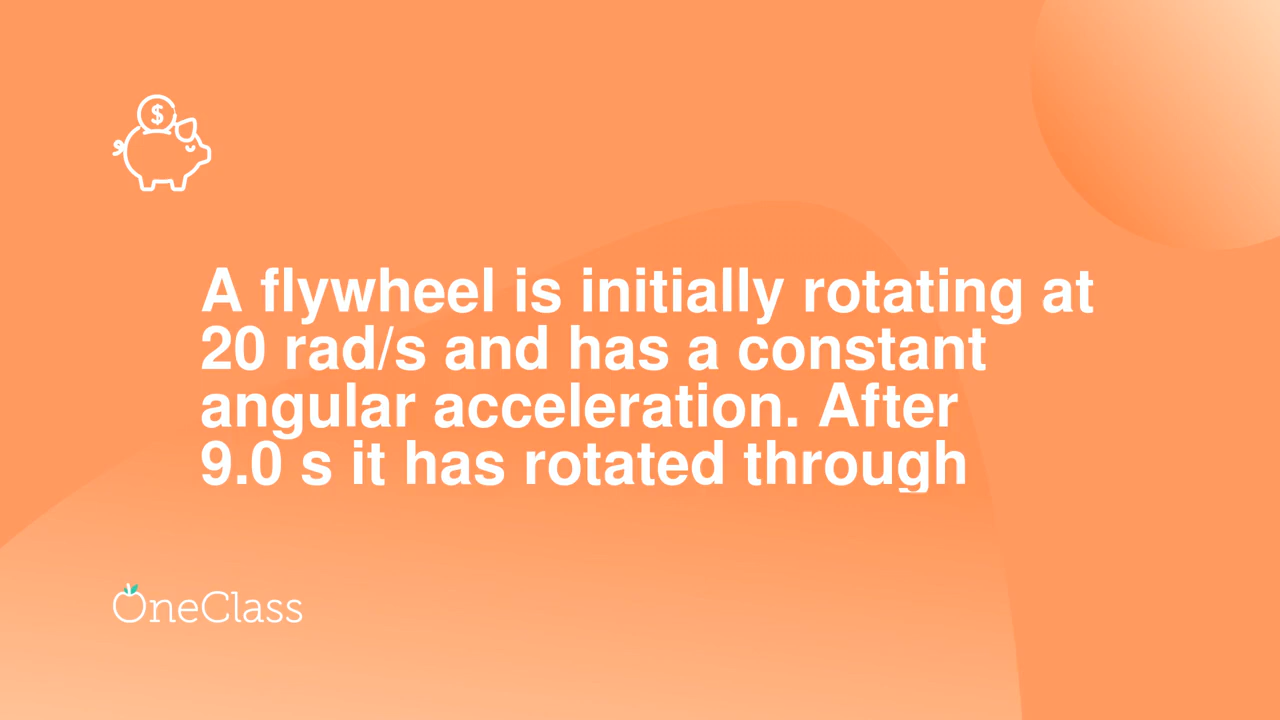 $
A flywheel is initially rotating at
20 rad/s and has a constant
angular acceleration. After
9.0 s it has rotated through
OneClass